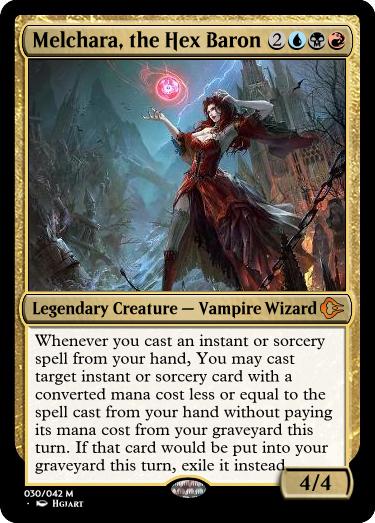 Melchara, the Hex Baron 2
Legendary Creature — Vampire Wizard
Whenever you cast an instant or sorcery
spell from your hand, You may cast
target instant or sorcery card with a
converted mana cost less or equal to the
spell cast from your hand without paying
its mana cost from your graveyard this
turn. If that card would be put into your
graveyard this turn, exile it instead.
4/4
030/042 M
· Hgjart